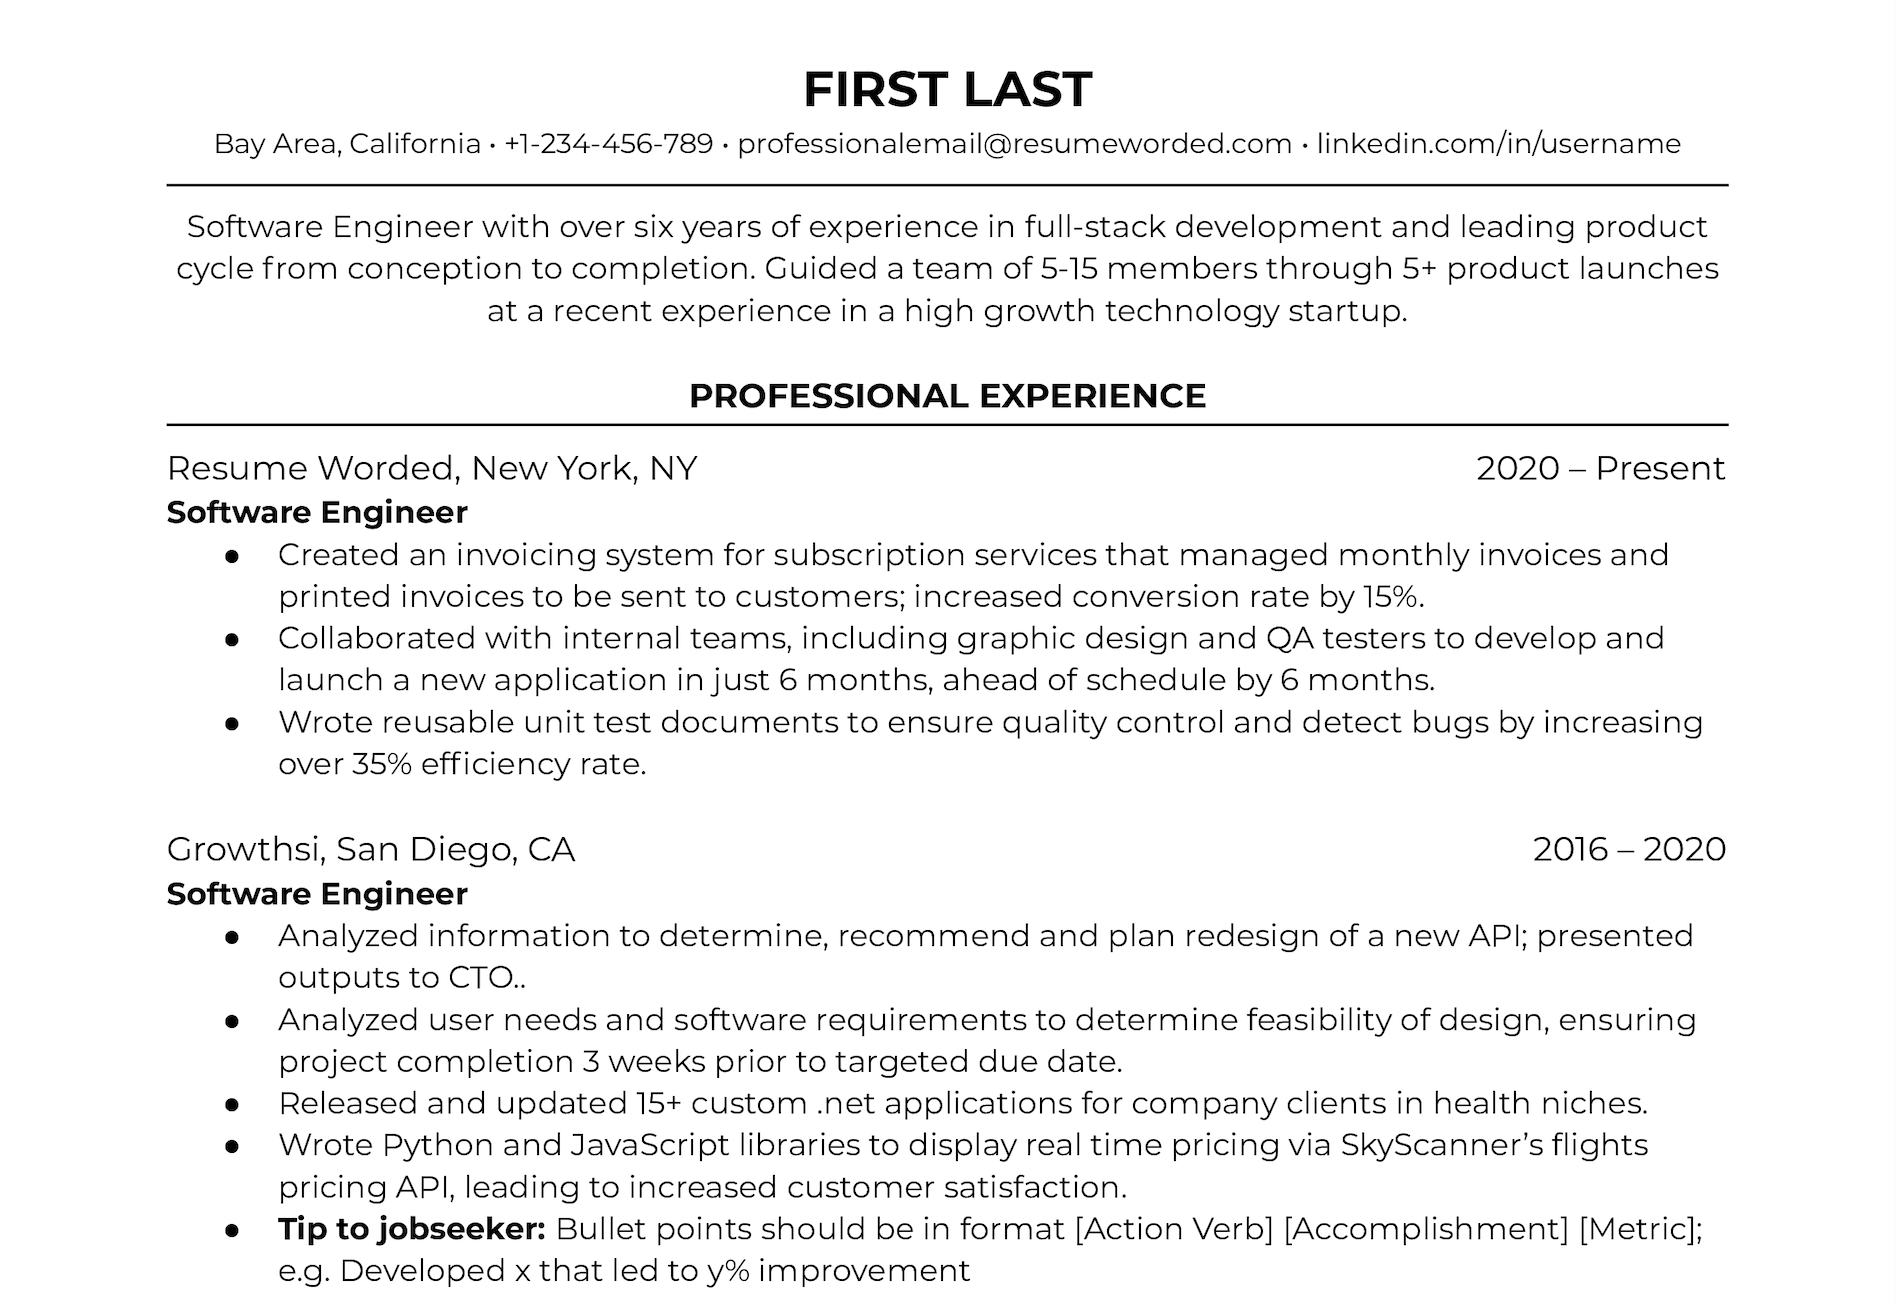 FIRST LAST
Bay Area, California • +1-234-456-789 • professionalemail@resumeworded.com • linkedin.com/in/username
Software Engineer with over six years of experience in full-stack development and leading product
cycle from conception to completion. Guided a team of 5-15 members through 5+ product launches
at a recent experience in a high growth technology startup.
PROFESSIONAL EXPERIENCE
Resume Worded, New York, NY 2020 – Present
Software Engineer
● Created an invoicing system for subscription services that managed monthly invoices and
printed invoices to be sent to customers; increased conversion rate by 15%.
● Collaborated with internal teams, including graphic design and QA testers to develop and
launch a new application in just 6 months, ahead of schedule by 6 months.
● Wrote reusable unit test documents to ensure quality control and detect bugs by increasing
over 35% efficiency rate.
Growthsi, San Diego, CA 2016 – 2020
Software Engineer
● Analyzed information to determine, recommend and plan redesign of a new API; presented
outputs to CTO..
● Analyzed user needs and software requirements to determine feasibility of design, ensuring
project completion 3 weeks prior to targeted due date.
● Released and updated 15+ custom .net applications for company clients in health niches.
● Wrote Python and JavaScript libraries to display real time pricing via SkyScanner’s flights
pricing API, leading to increased customer satisfaction.
● Tip to jobseeker: Bullet points should be in format [Action Verb] [Accomplishment] [Metric];
e.g. Developed x that led to y% improvement